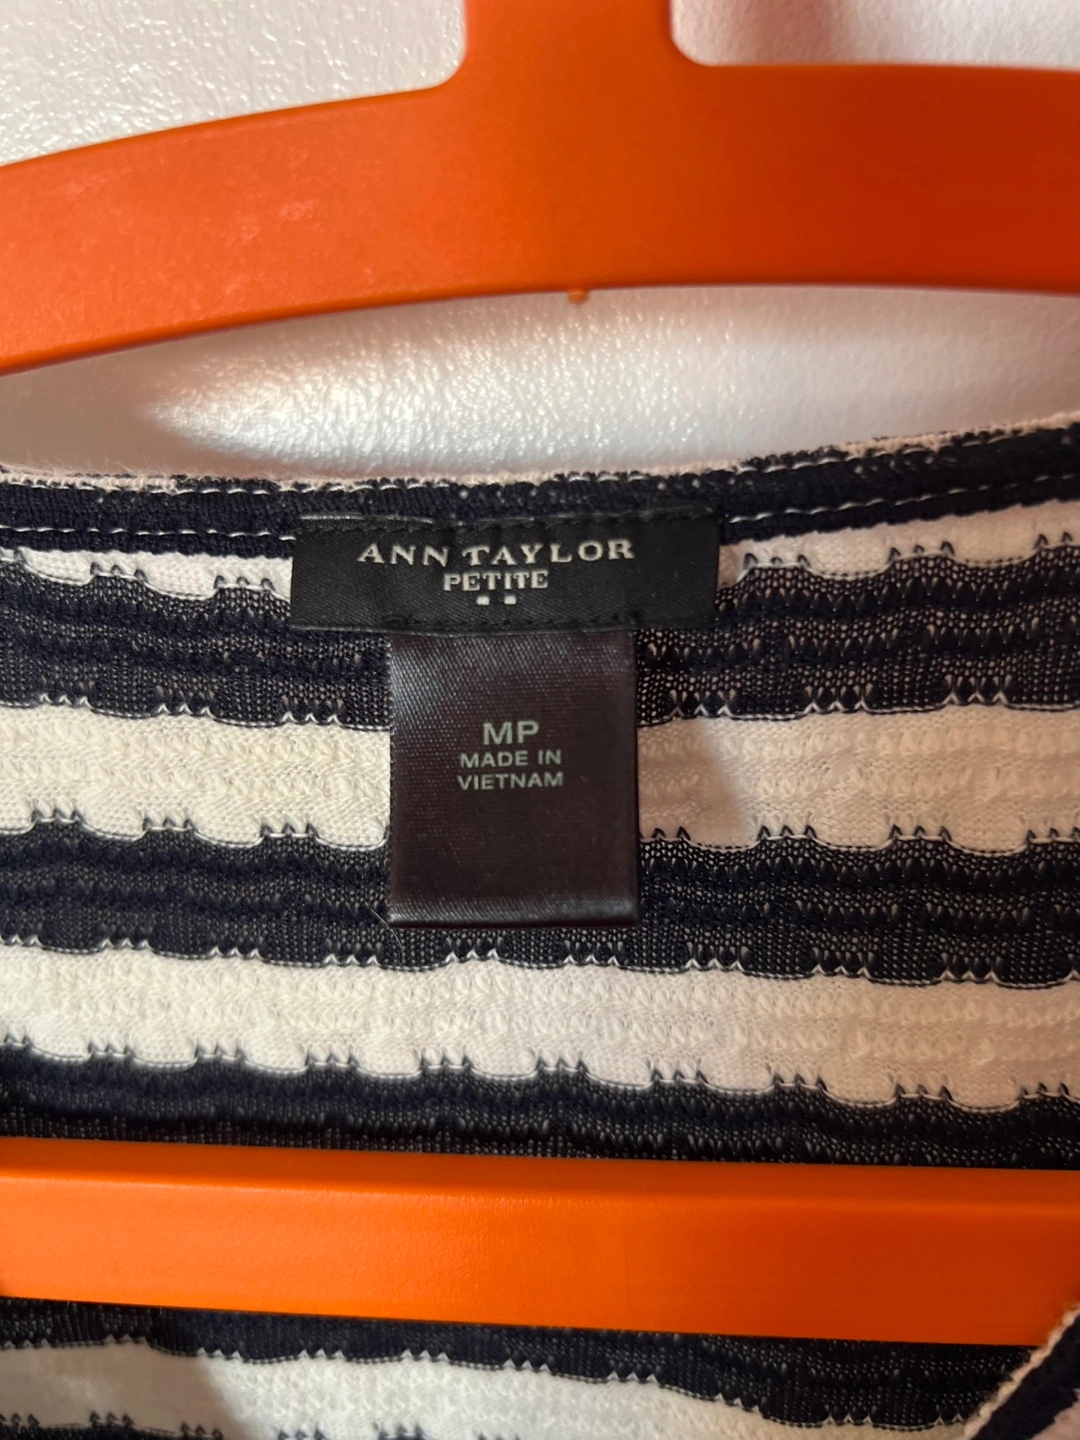 ANN TAYLOR
PETITE
MP
MADE IN
VIETNAM